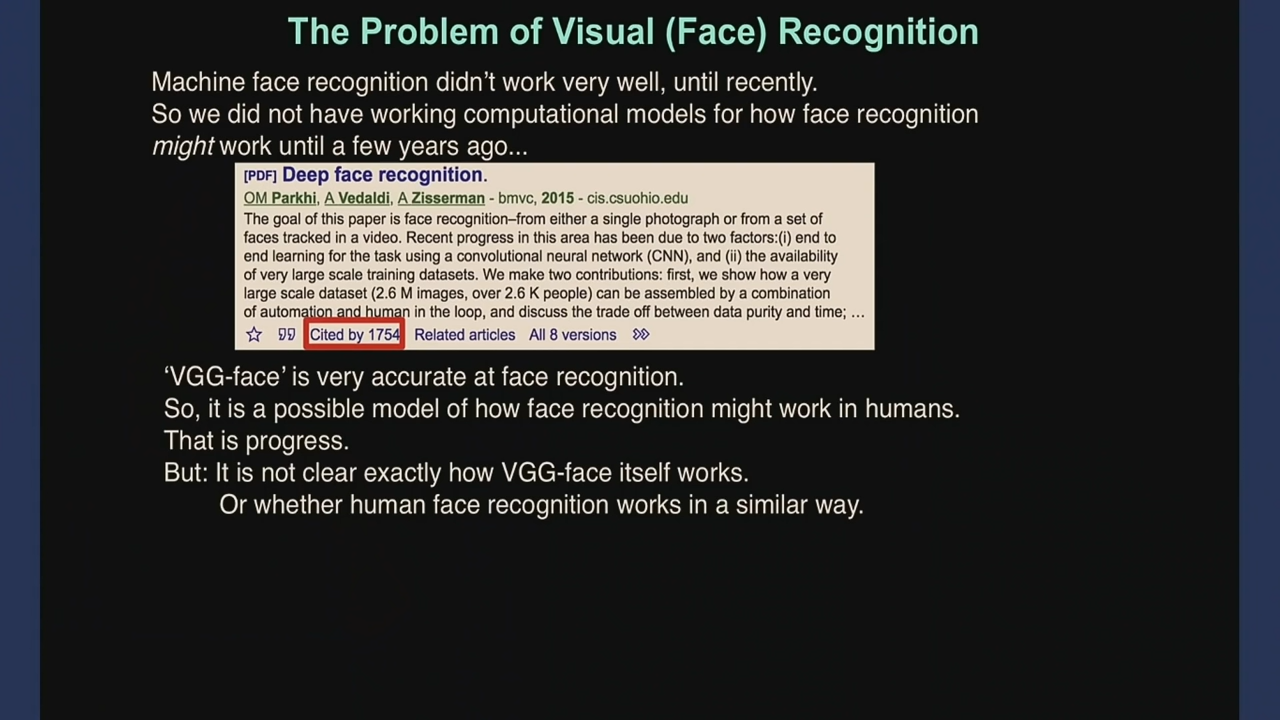 The Problem of Visual (Face) Recognition
Machine face recognition didn't work very well, until recently.
So we did not have working computational models for how face recognition
might work until a few years ago...
[PDF] Deep face recognition.
OM Parkhi, A Vedaldi, A Zisserman - bmvc, 2015 - cis.csuohio.edu
The goal of this paper is face recognition–from either a single photograph or from a set of
faces tracked in a video. Recent progress in this area has been due to two factors:(i) end to
end learning for the task using a convolutional neural network (CNN), and (ii) the availability
of very large scale training datasets. We make two contributions: first, we show how a very
large scale dataset (2.6 M images, over 2.6 K people) can be assembled by a combination
of automation and human in the loop, and discuss the trade off between data purity and time; ...
Cited by 1754 Related articles All 8 versions
'VGG-face' is very accurate at face recognition.
So, it is a possible model of how face recognition might work in humans.
That is progress.
But: It is not clear exactly how VGG-face itself works.
Or whether human face recognition works in a similar way.